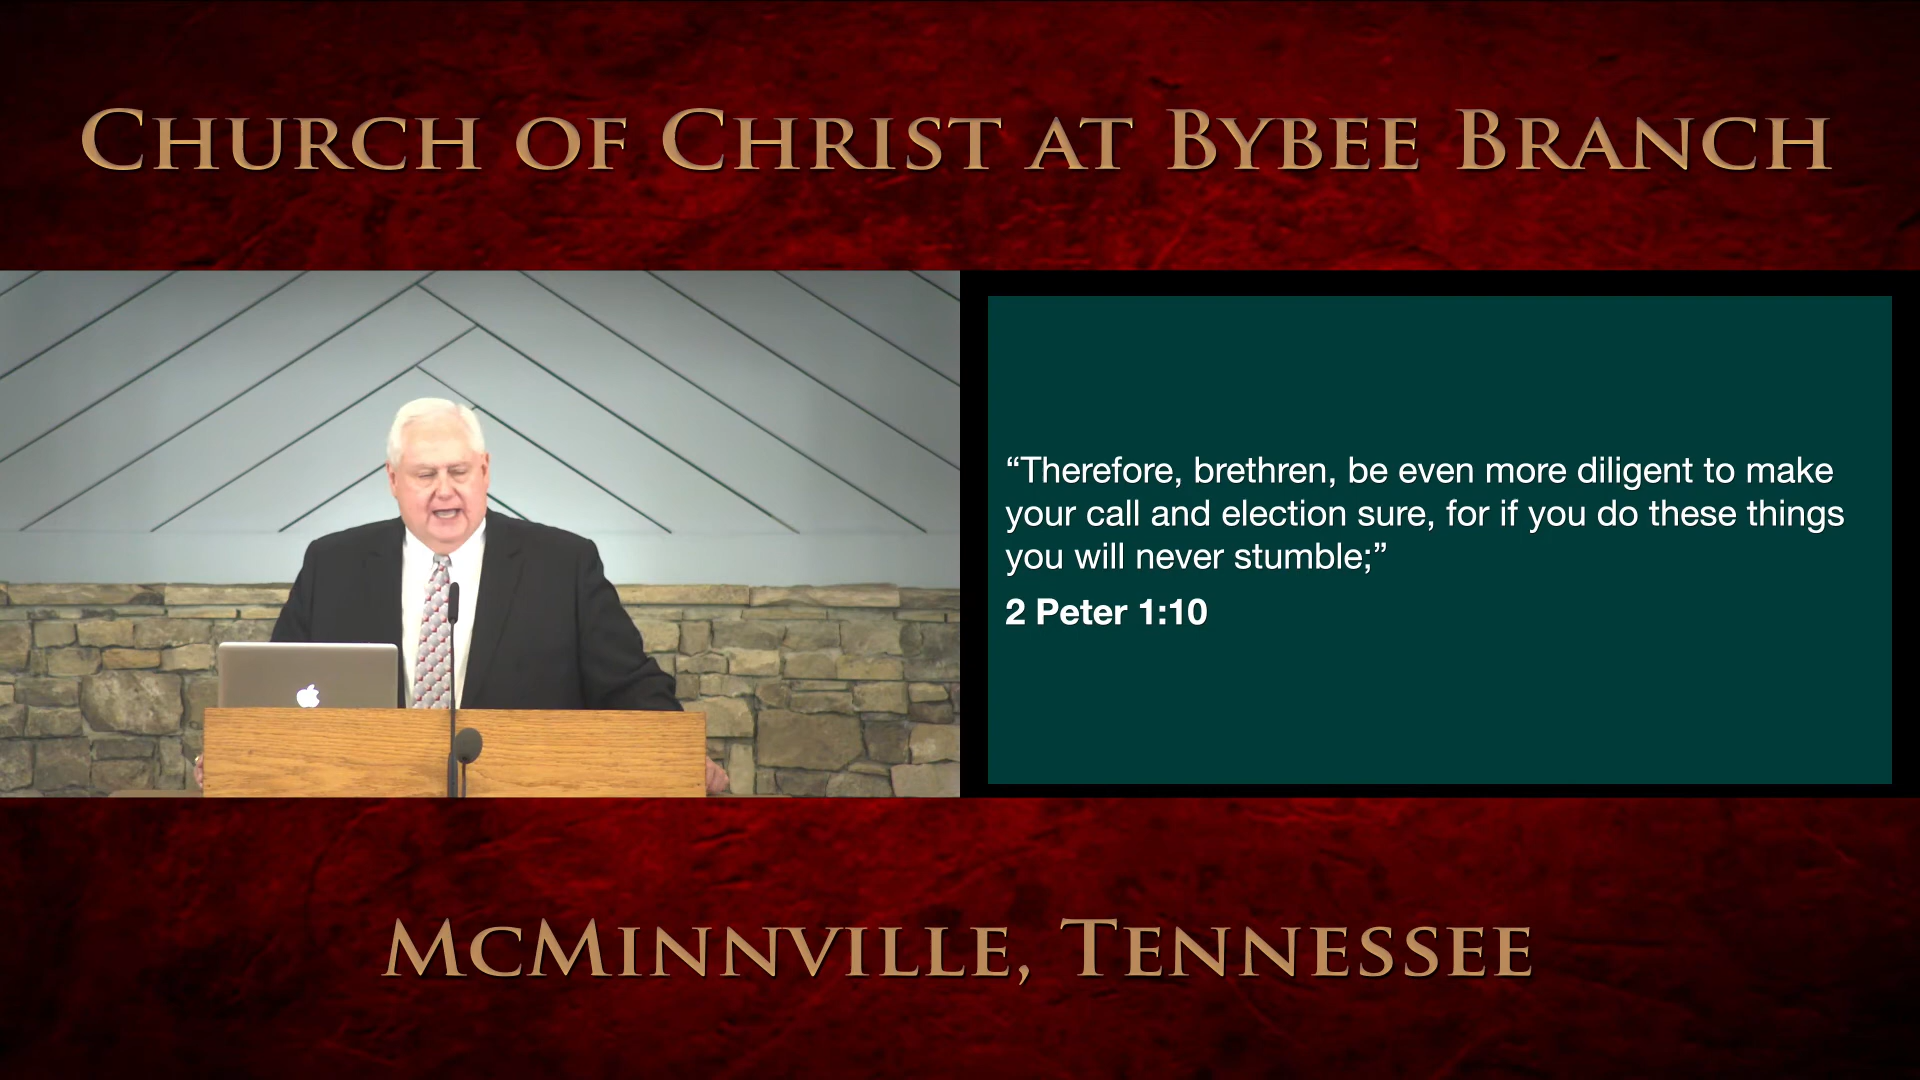 Church of Christ at Bybee Branch
“Therefore, brethren, be even more diligent to make
your call and election sure, for if you do these things
you will never stumble;”
2 Peter 1:10
McMinnville, Tennessee